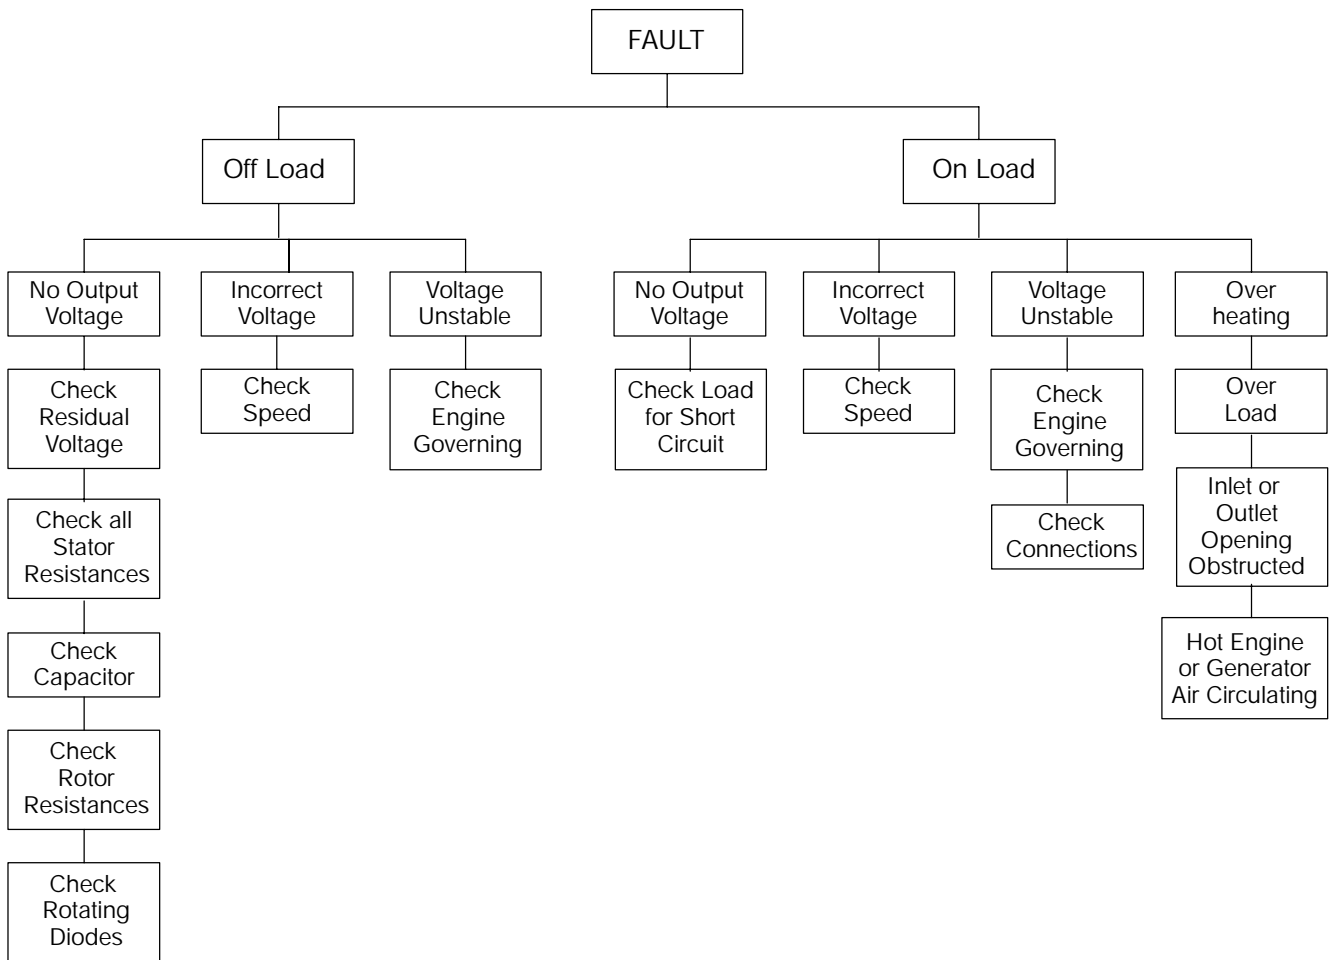 FAULT
Off Load
On Load
No Output
Voltage
Incorrect
Voltage
Voltage
Unstable
No Output
Voltage
Incorrect
Voltage
Voltage
Unstable
Over
heating
Check
Residual
Voltage
Check
Speed
Check
Engine
Governing
Check Load
for Short
Circuit
Check
Speed
Check
Engine
Governing
Over
Load
Check all
Stator
Resistances
Check
Connections
Inlet or
Outlet
Opening
Obstructed
Check
Capacitor
Hot Engine
or Generator
Air Circulating
Check
Rotor
Resistances
Check
Rotating
Diodes